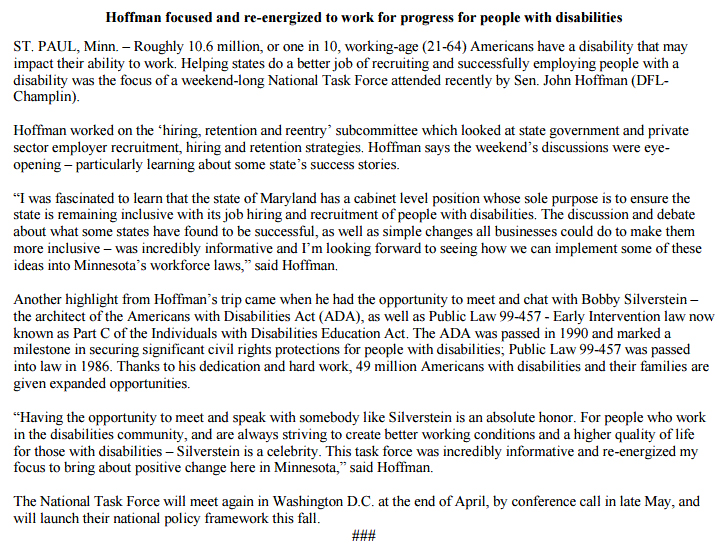 Hoffman focused and re-energized to work for progress for people with disabilities
ST. PAUL, Minn. – Roughly 10.6 million, or one in 10, working-age (21-64) Americans have a disability that may
impact their ability to work. Helping states do a better job of recruiting and successfully employing people with a
disability was the focus of a weekend-long National Task Force attended recently by Sen. John Hoffman (DFL-
Champlin).
Hoffman worked on the ‘hiring, retention and reentry’ subcommittee which looked at state government and private
sector employer recruitment, hiring and retention strategies. Hoffman says the weekend’s discussions were eye-
opening – particularly learning about some state’s success stories.
“I was fascinated to learn that the state of Maryland has a cabinet level position whose sole purpose is to ensure the
state is remaining inclusive with its job hiring and recruitment of people with disabilities. The discussion and debate
about what some states have found to be successful, as well as simple changes all businesses could do to make them
more inclusive – was incredibly informative and I’m looking forward to seeing how we can implement some of these
ideas into Minnesota’s workforce laws,” said Hoffman.
Another highlight from Hoffman’s trip came when he had the opportunity to meet and chat with Bobby Silverstein –
the architect of the Americans with Disabilities Act (ADA), as well as Public Law 99-457 - Early Intervention law now
known as Part C of the Individuals with Disabilities Education Act. The ADA was passed in 1990 and marked a
milestone in securing significant civil rights protections for people with disabilities; Public Law 99-457 was passed
into law in 1986. Thanks to his dedication and hard work, 49 million Americans with disabilities and their families are
given expanded opportunities.
“Having the opportunity to meet and speak with somebody like Silverstein is an absolute honor. For people who work
in the disabilities community, and are always striving to create better working conditions and a higher quality of life
for those with disabilities – Silverstein is a celebrity. This task force was incredibly informative and re-energized my
focus to bring about positive change here in Minnesota,” said Hoffman.
The National Task Force will meet again in Washington D.C. at the end of April, by conference call in late May, and
will launch their national policy framework this fall.
###